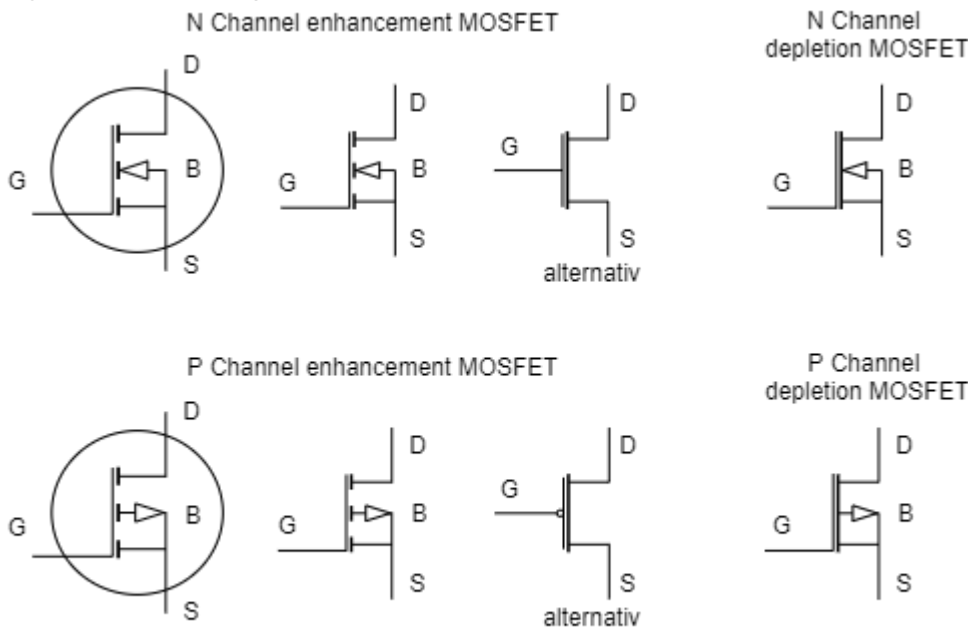 N Channel enhancement MOSFET
N Channel
depletion MOSFET
D
G
B
S
D
G
B
S
D
G
S
alternativ
D
G
B
S
P Channel enhancement MOSFET
P Channel
depletion MOSFET
D
G
B
S
D
G
B
S
D
G
S
alternativ
D
G
B
S